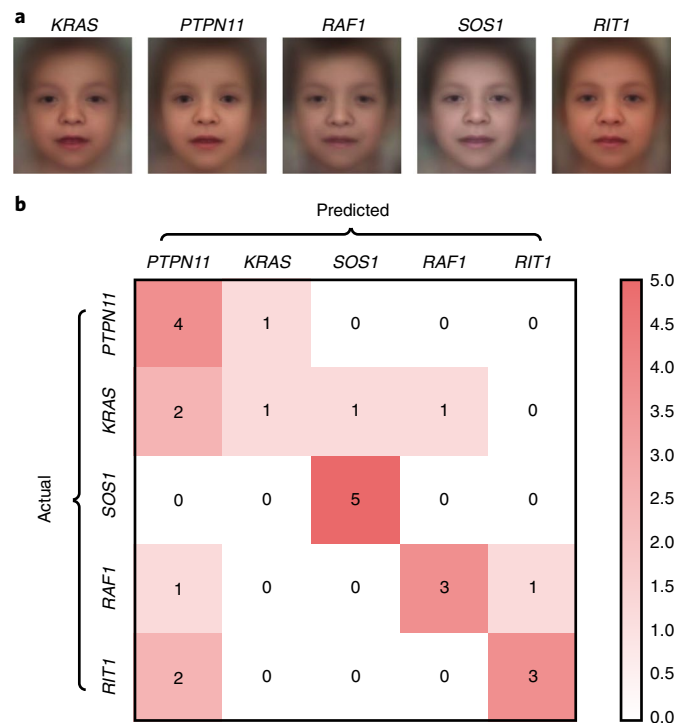 a
KRAS PTPN11 RAF1 SOS1 RIT1
b
Predicted
PTPN11 KRAS SOS1 RAF1 RIT1
Actual
PTPN11 4 1 0 0 0
KRAS 2 1 1 1 0
SOS1 0 0 5 0 0
RAF1 1 0 0 3 1
RIT1 2 0 0 0 3
5.0
4.5
4.0
3.5
3.0
2.5
2.0
1.5
1.0
0.5
0.0